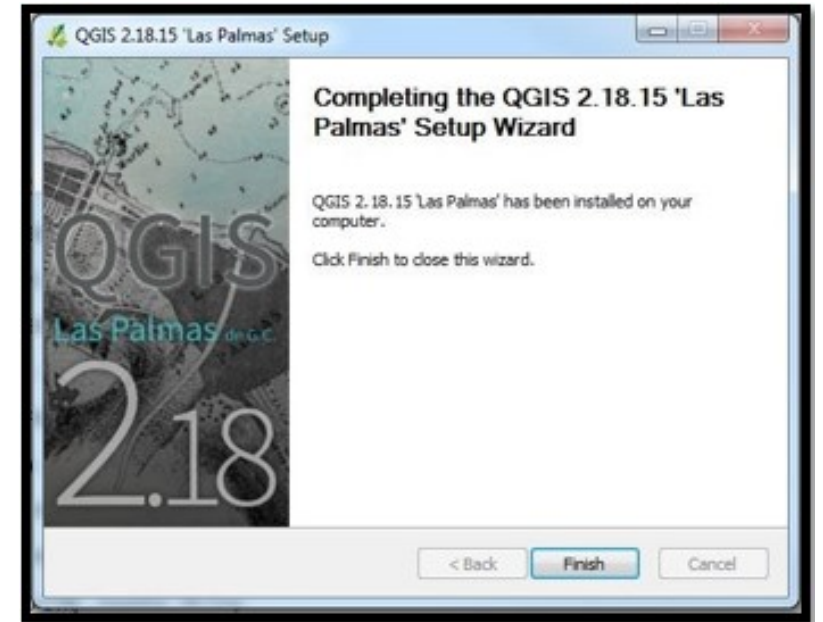 QGIS 2.18.15 'Las Palmas' Setup
Completing the QGIS 2.18.15 'Las
Palmas' Setup Wizard
QGIS 2.18.15 'Las Palmas' has been installed on your
computer.
Click Finish to close this wizard.
QGIS
Las Palmas de G.C.
2.18
< Back
Finish
Cancel